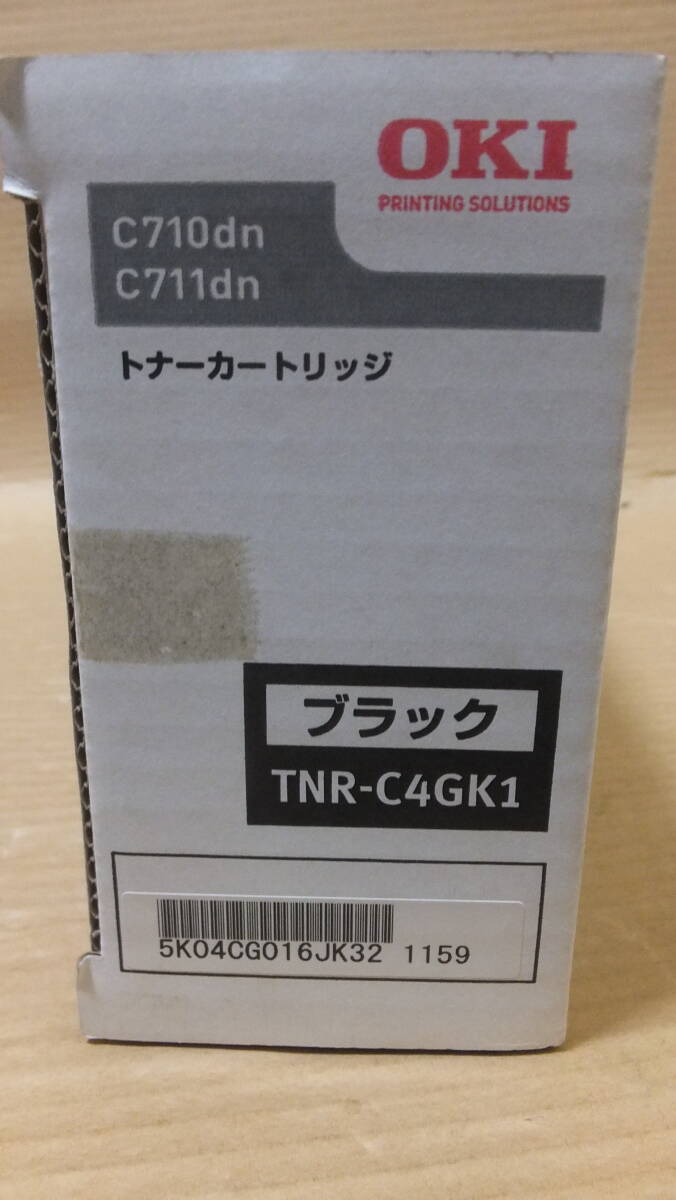 OKI
PRINTING SOLUTIONS
C710dn
C711dn
トナーカートリッジ
ブラック
TNR-C4GK1
5K04CG016JK32 1159